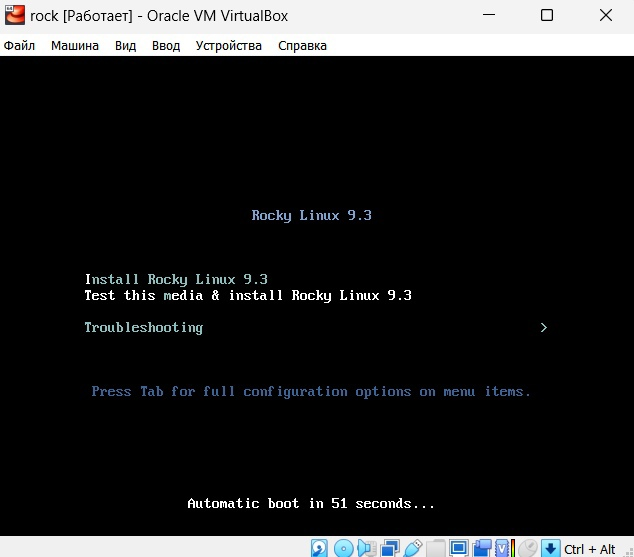 rock [Работает] - Oracle VM VirtualBox
Файл Машина Вид Ввод Устройства Справка
Rocky Linux 9.3
Install Rocky Linux 9.3
Test this media & install Rocky Linux 9.3
Troubleshooting >
Press Tab for full configuration options on menu items.
Automatic boot in 51 seconds...
Ctrl + Alt